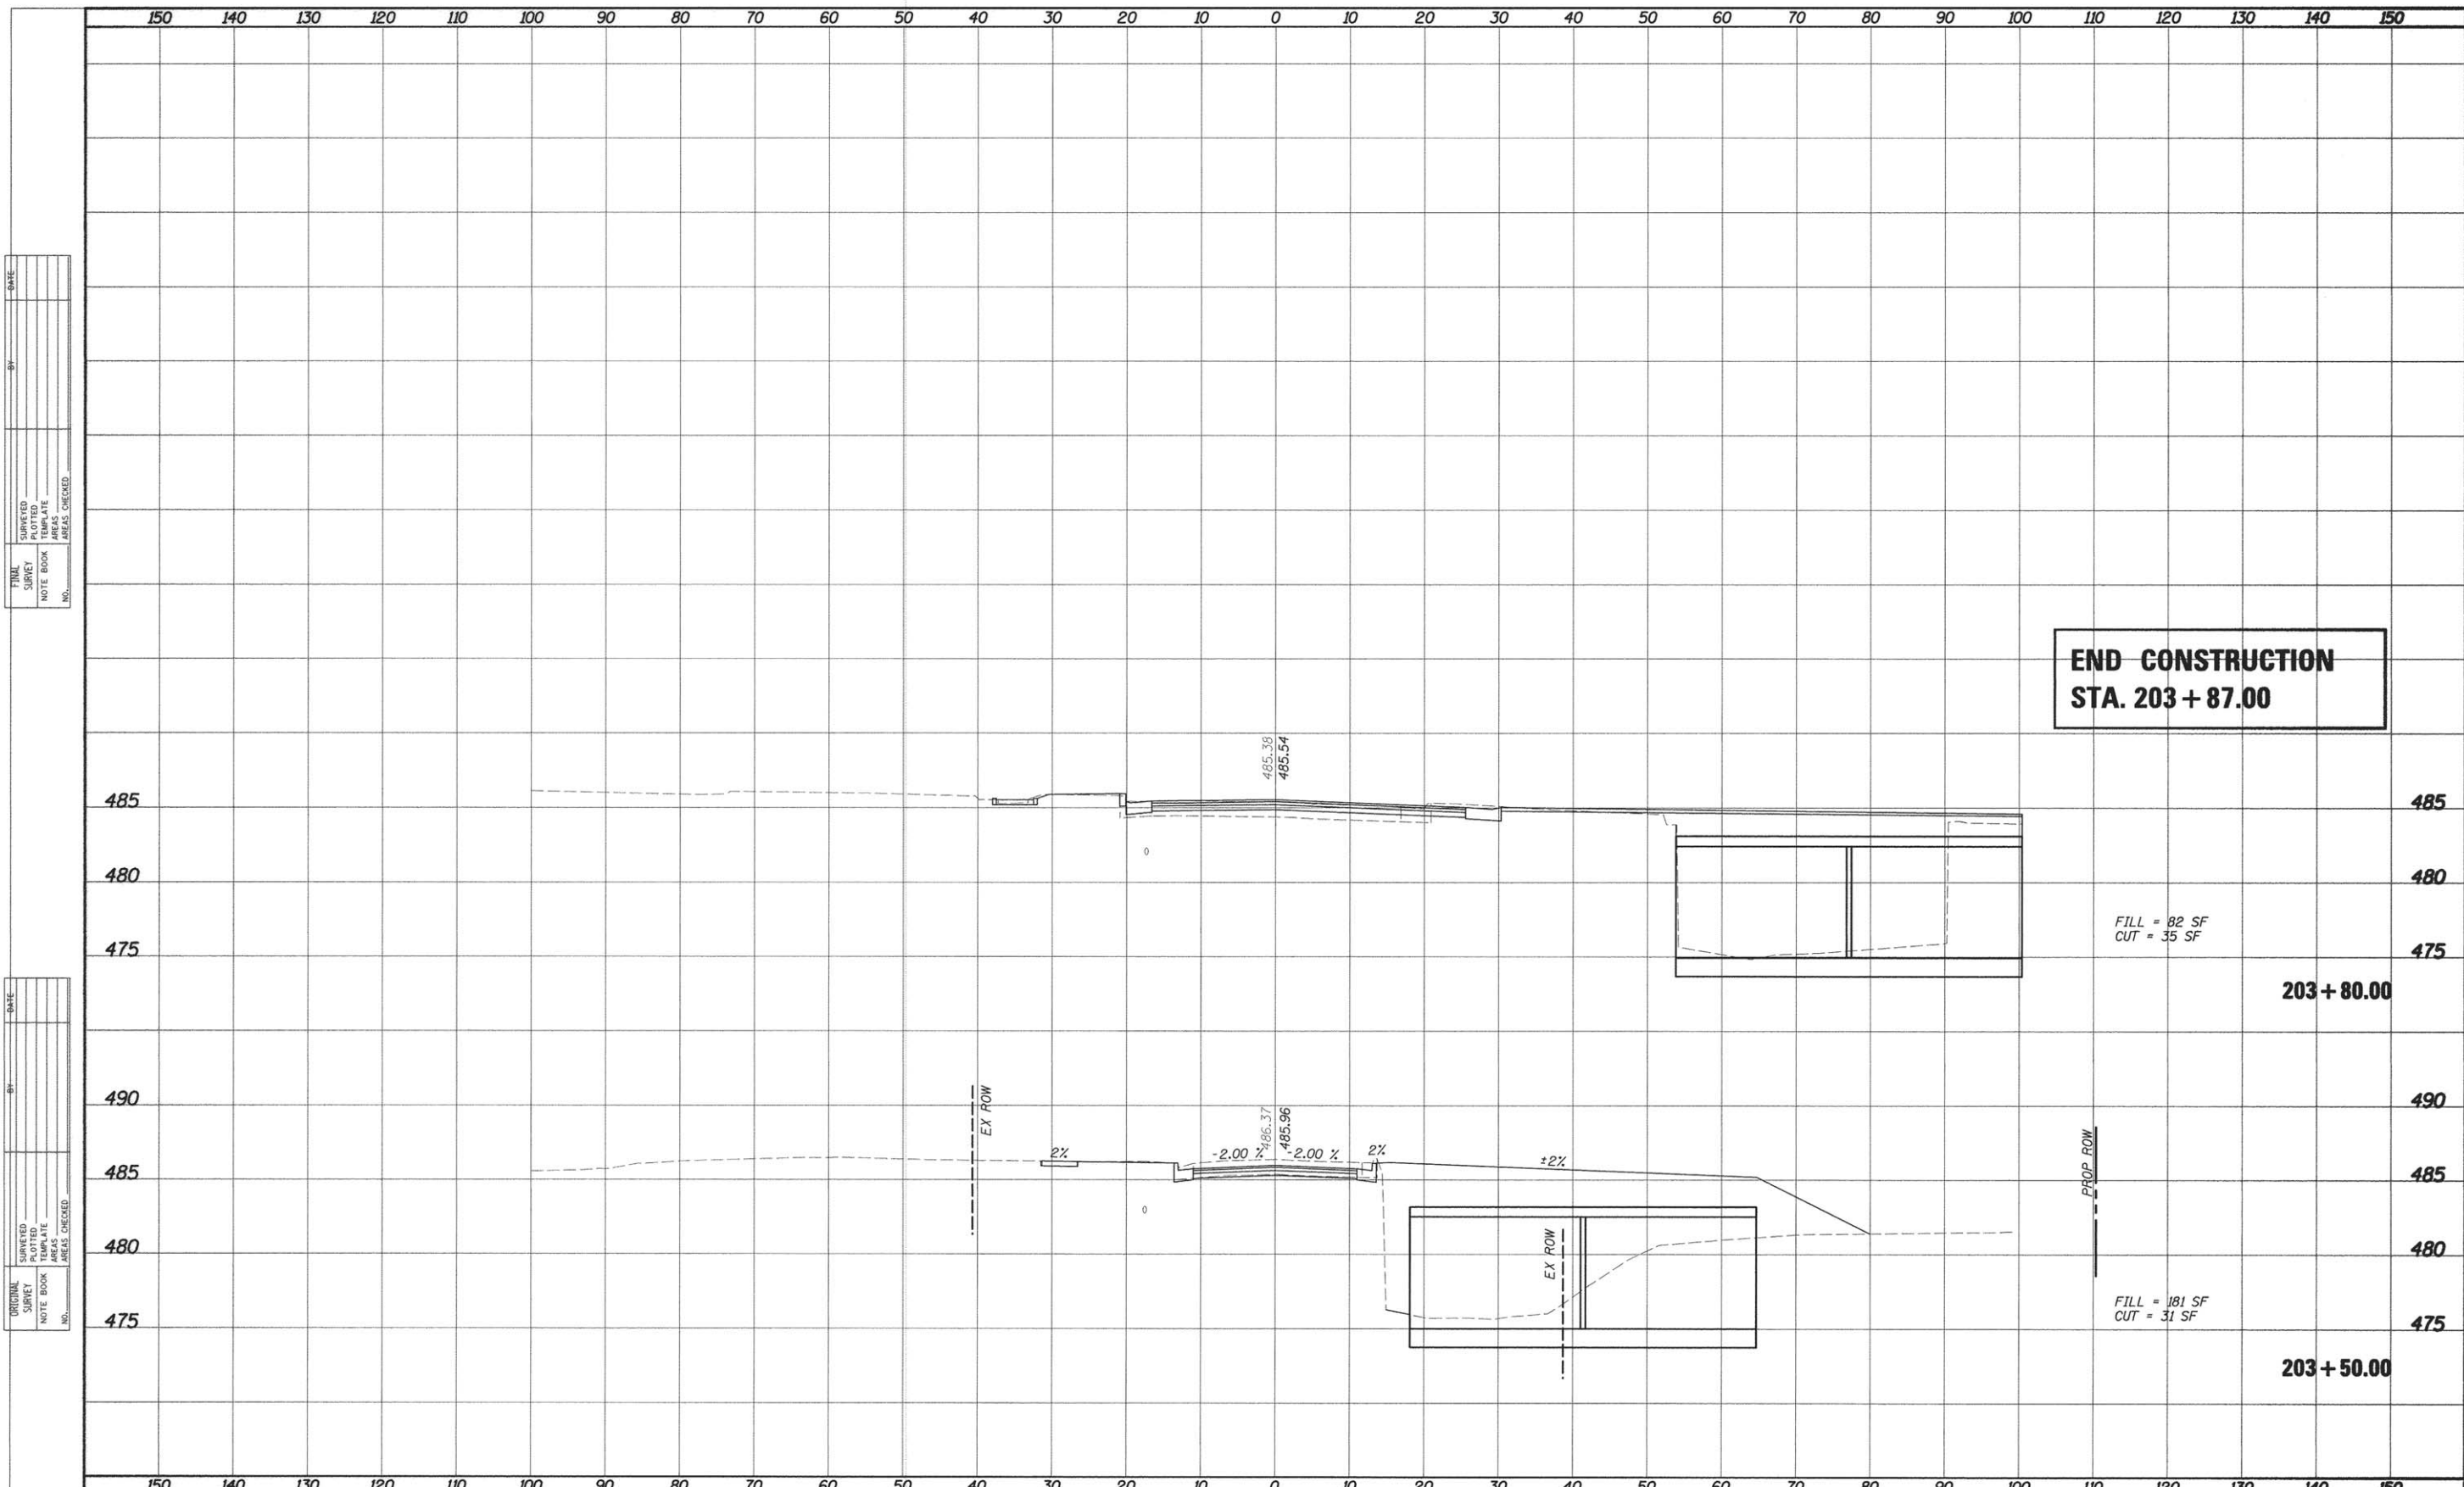 150 140 130 120 110 100 90 80 70 60 50 40 30 20 10 0 10 20 30 40 50 60 70 80 90 100 110 120 130 140 150
DATE
BY
SURVEYED
PLOTTED
TEMPLATE
AREAS
AREAS CHECKED
FINAL
SURVEY
NOTE BOOK
NO.
END CONSTRUCTION
STA. 203+87.00
485.38
485.54
485 485
480 480
FILL = 82 SF
CUT = 35 SF
475 475
203+80.00
DATE
BY
SURVEYED
PLOTTED
TEMPLATE
AREAS
AREAS CHECKED
ORIGINAL
SURVEY
NOTE BOOK
NO.
490 490
EX ROW
486.37
485.96
2% -2.00 % -2.00 % 2% ±2%
PROP ROW
485 485
EX ROW
480 480
FILL = 181 SF
CUT = 31 SF
475 475
203+50.00
150 140 130 120 110 100 90 80 70 60 50 40 30 20 10 0 10 20 30 40 50 60 70 80 90 100 110 120 130 140 150